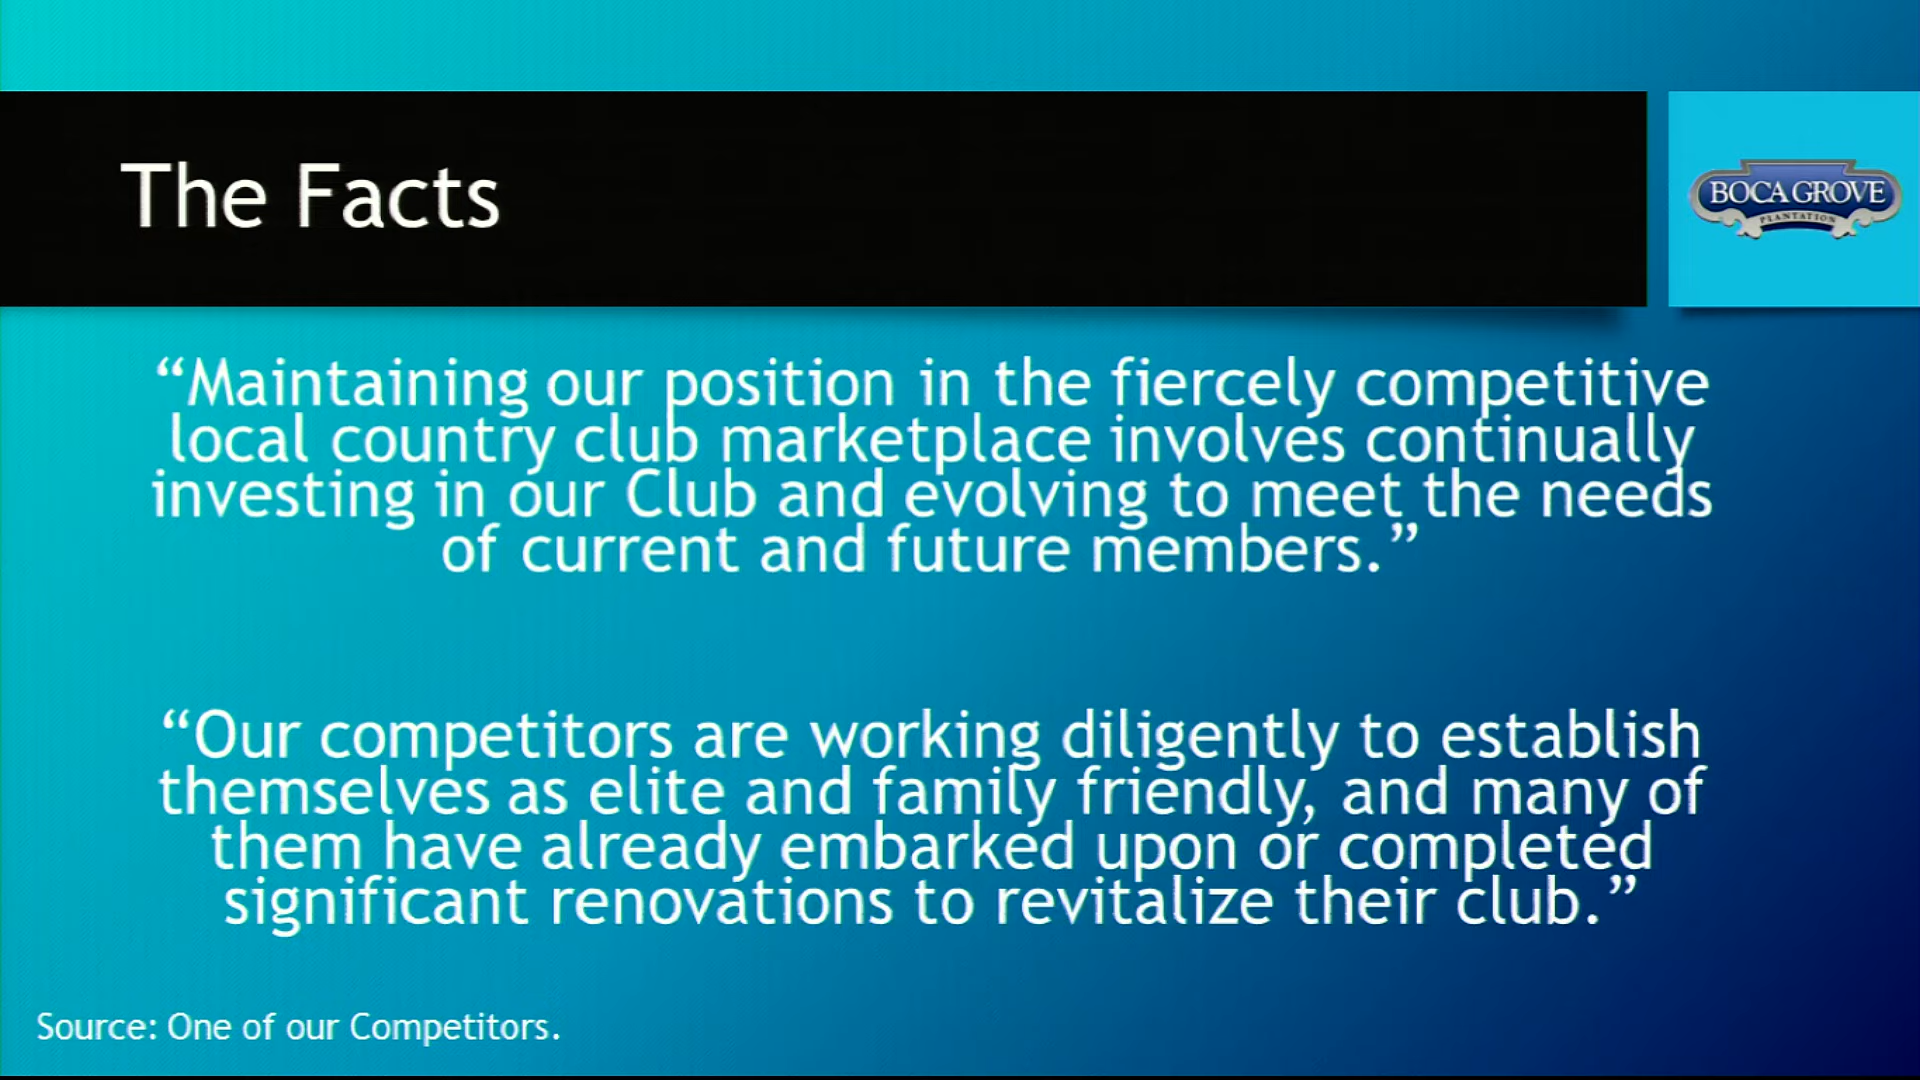 The Facts
BOCA GROVE
PLANTATION
“Maintaining our position in the fiercely competitive
local country club marketplace involves continually
investing in our Club and evolving to meet the needs
of current and future members.”
“Our competitors are working diligently to establish
themselves as elite and family friendly, and many of
them have already embarked upon or completed
significant renovations to revitalize their club.”
Source: One of our Competitors.